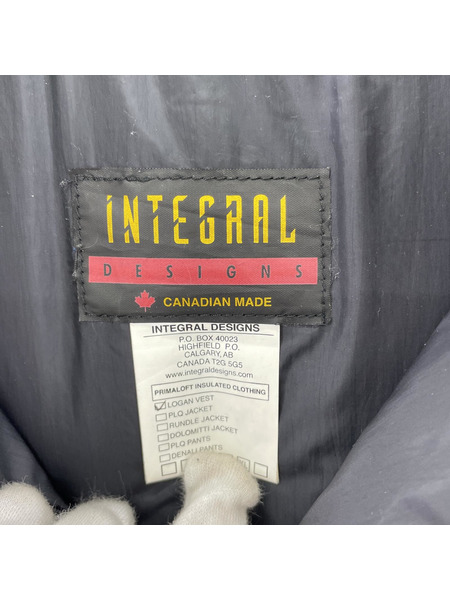 INTEGRAL
DESIGNS
CANADIAN MADE
INTEGRAL DESIGNS
P.O. BOX 40023
HIGHFIELD P.O.
CALGARY, AB
CANADA T2G 5G5
www.integraldesigns.com
PRIMALOFT INSULATED CLOTHING
LOGAN VEST
PLQ JACKET
RUNDLE JACKET
DOLOMITTI JACKET
PLQ PANTS
DENALI PANTS